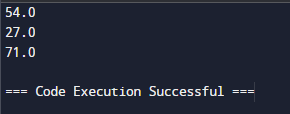 54.0
27.0
71.0
=== Code Execution Successful ===